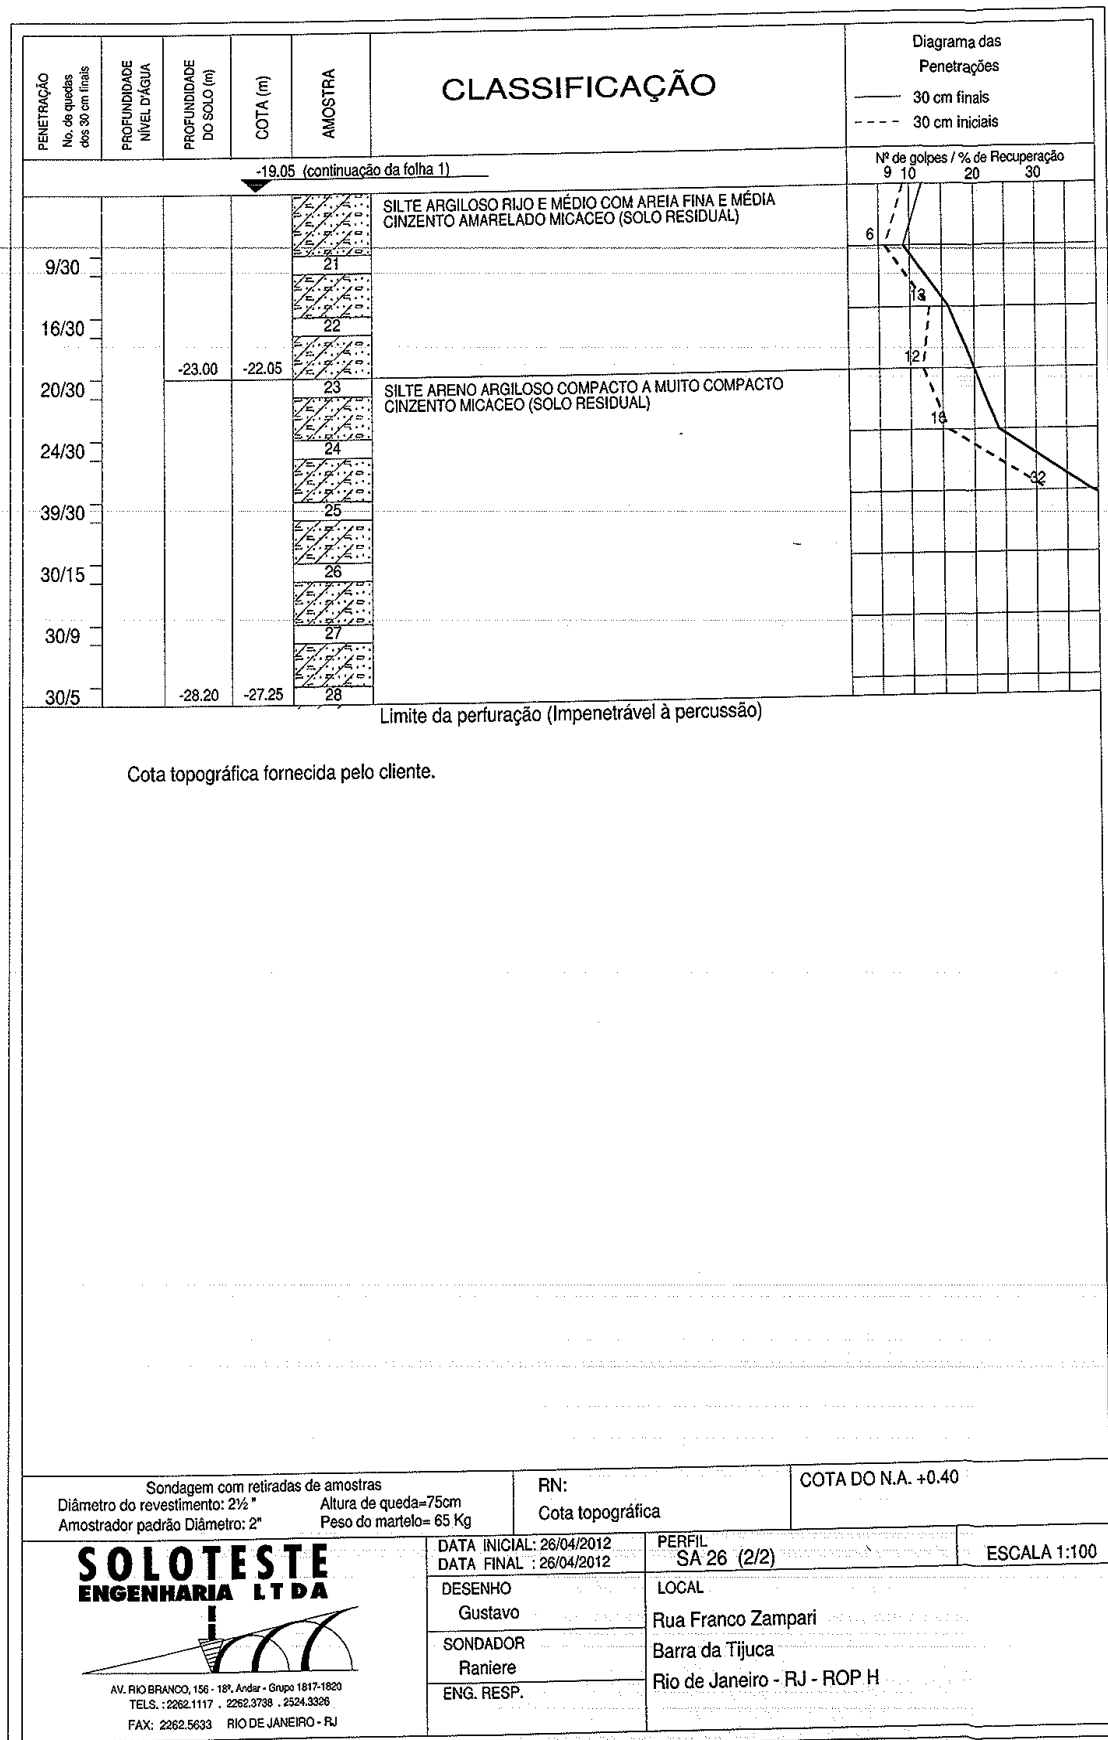 PENETRAÇÃO
No. de quedas
dos 30 cm finais
PROFUNDIDADE
NÍVEL D'ÁGUA
PROFUNDIDADE
DO SOLO (m)
COTA (m)
AMOSTRA
CLASSIFICAÇÃO
Diagrama das
Penetrações
30 cm finais
30 cm iniciais
-19.05 (continuação da folha 1)
Nº de golpes / % de Recuperação
9 10 20 30
SILTE ARGILOSO RIJO E MÉDIO COM AREIA FINA E MÉDIA
CINZENTO AMARELADO MICACEO (SOLO RESIDUAL)
6
9/30
21
13
16/30
22
12
-23.00 -22.05
20/30
23
SILTE ARENO ARGILOSO COMPACTO A MUITO COMPACTO
CINZENTO MICACEO (SOLO RESIDUAL)
16
24/30
24
32
39/30
25
30/15
26
30/9
27
30/5
-28.20 -27.25
28
Limite da perfuração (Impenetrável à percussão)
Cota topográfica fornecida pelo cliente.
Sondagem com retiradas de amostras
Diâmetro do revestimento: 2½ " Altura de queda=75cm
Amostrador padrão Diâmetro: 2" Peso do martelo= 65 Kg
RN:
Cota topográfica
COTA DO N.A. +0.40
SOLOTESTE
ENGENHARIA LTDA
AV. RIO BRANCO, 156 - 18º. Andar - Grupo 1817-1820
TELS. : 2262.1117 . 2262.3738 . 2524.3326
FAX: 2262.5633 RIO DE JANEIRO - RJ
DATA INICIAL: 26/04/2012
DATA FINAL : 26/04/2012
PERFIL
SA 26 (2/2)
ESCALA 1:100
DESENHO
Gustavo
SONDADOR
Raniere
ENG. RESP.
LOCAL
Rua Franco Zampari
Barra da Tijuca
Rio de Janeiro - RJ - ROP H